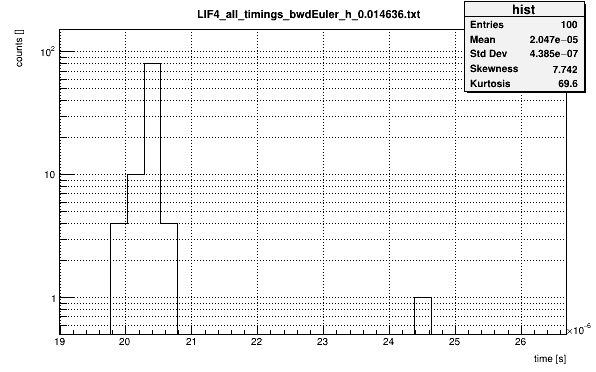 LIF4_all_timings_bwdEuler_h_0.014636.txt
hist
Entries 100
Mean 2.047e−05
Std Dev 4.385e−07
Skewness 7.742
Kurtosis 69.6
counts []
10²
10
1
19 20 21 22 23 24 25 26
×10⁻⁶
time [s]